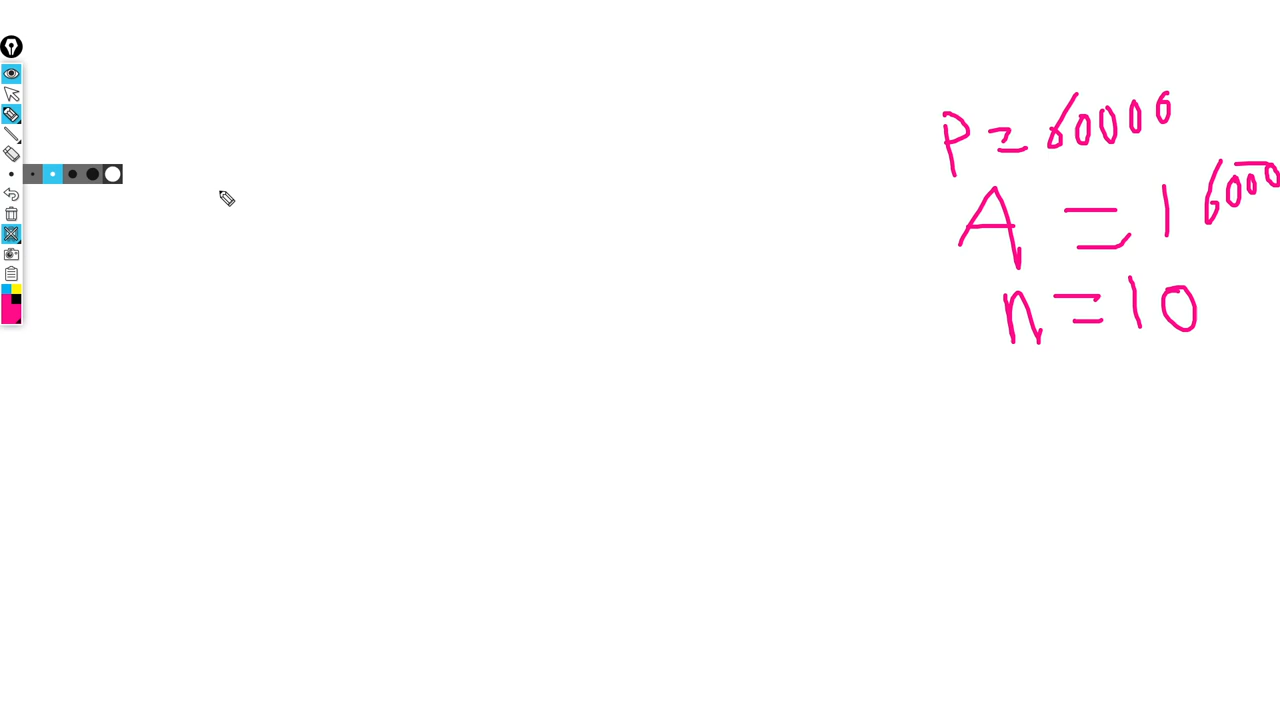 P = 60000
A = 16000
n = 10